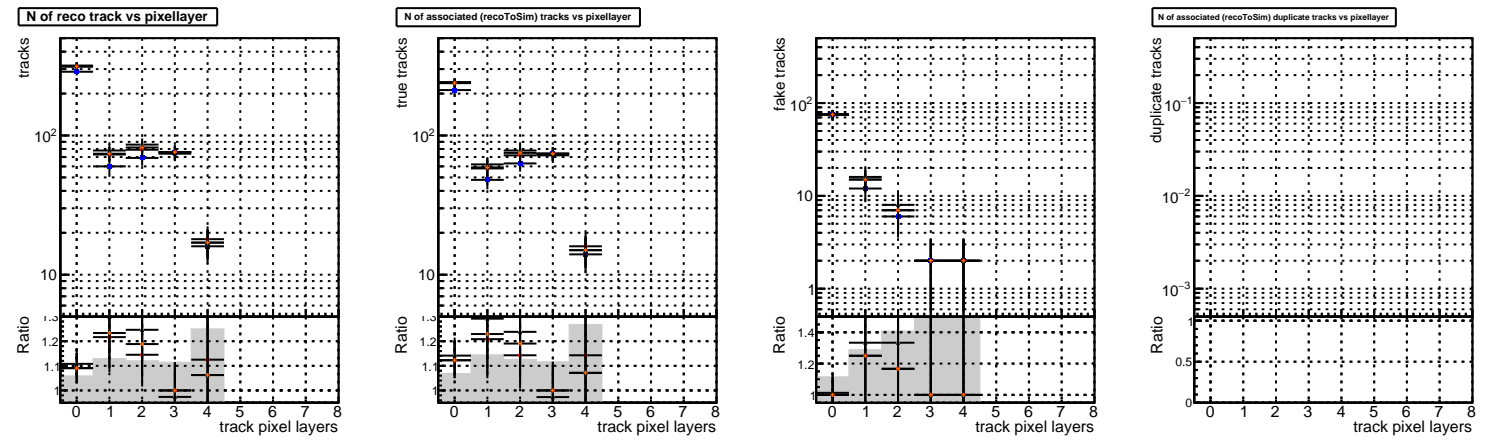 N of reco track vs pixellayer
tracks
10²
10
Ratio
1.3
1.2
1.1
1
0 1 2 3 4 5 6 7 8
track pixel layers
N of associated (recoToSim) tracks vs pixellayer
true tracks
10²
10
Ratio
1.3
1.2
1.1
1
0 1 2 3 4 5 6 7 8
track pixel layers
fake tracks
10²
10
1
Ratio
1.4
1.2
1
0 1 2 3 4 5 6 7 8
track pixel layers
N of associated (recoToSim) duplicate tracks vs pixellayer
duplicate tracks
10⁻¹
10⁻²
10⁻³
Ratio
1
0.5
0
0 1 2 3 4 5 6 7 8
track pixel layers